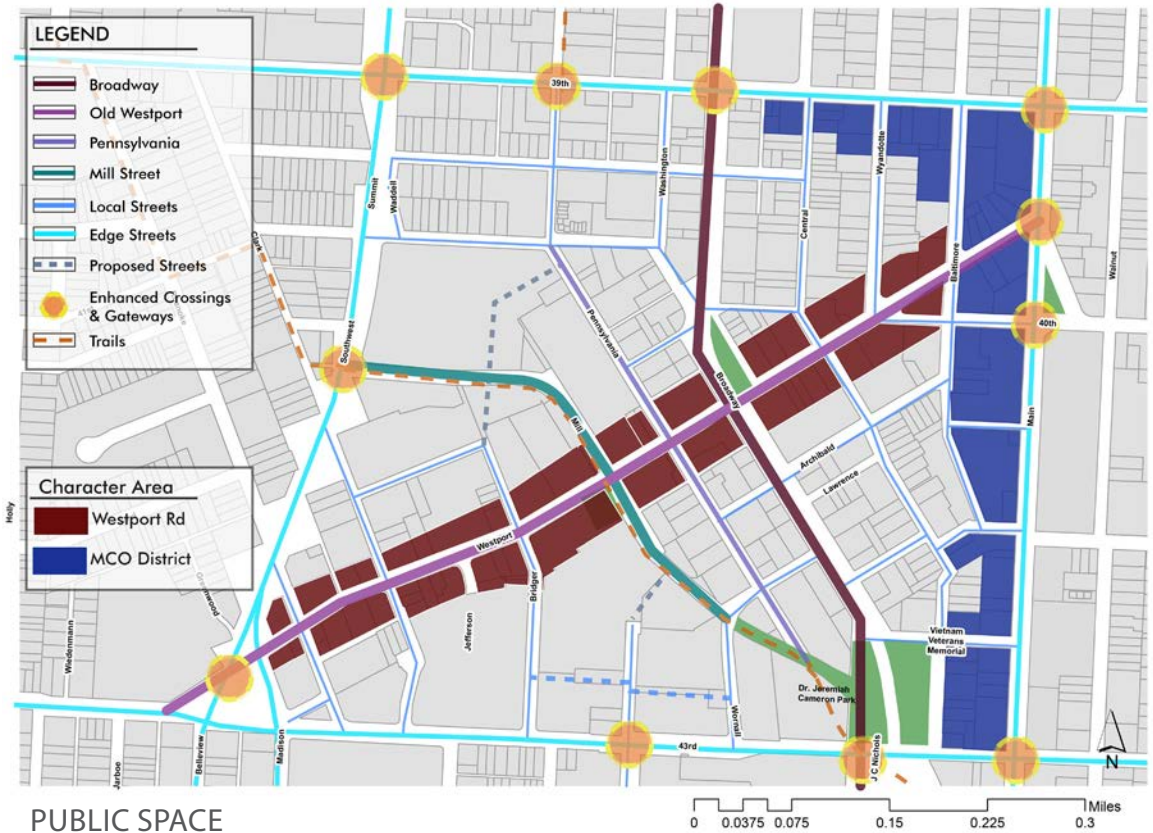 LEGEND
Broadway
Old Westport
Pennsylvania
Mill Street
Local Streets
Edge Streets
Proposed Streets
Enhanced Crossings
& Gateways
Trails
Character Area
Westport Rd
MCO District
39th
Summit
Waddell
Washington
Central
Wyandotte
Baltimore
Walnut
Clark
Southwest
Pennsylvania
Broadway
40th
Main
Mill
Archibald
Lawrence
Holly
Westport
Bridger
Jefferson
Greenwood
Wiedenmann
Vietnam
Veterans
Memorial
Dr. Jeremiah
Cameron Park
Wornall
43rd
J C Nichols
Jarboe
Belleview
Madison
N
PUBLIC SPACE
Miles
0 0.0375 0.075 0.15 0.225 0.3